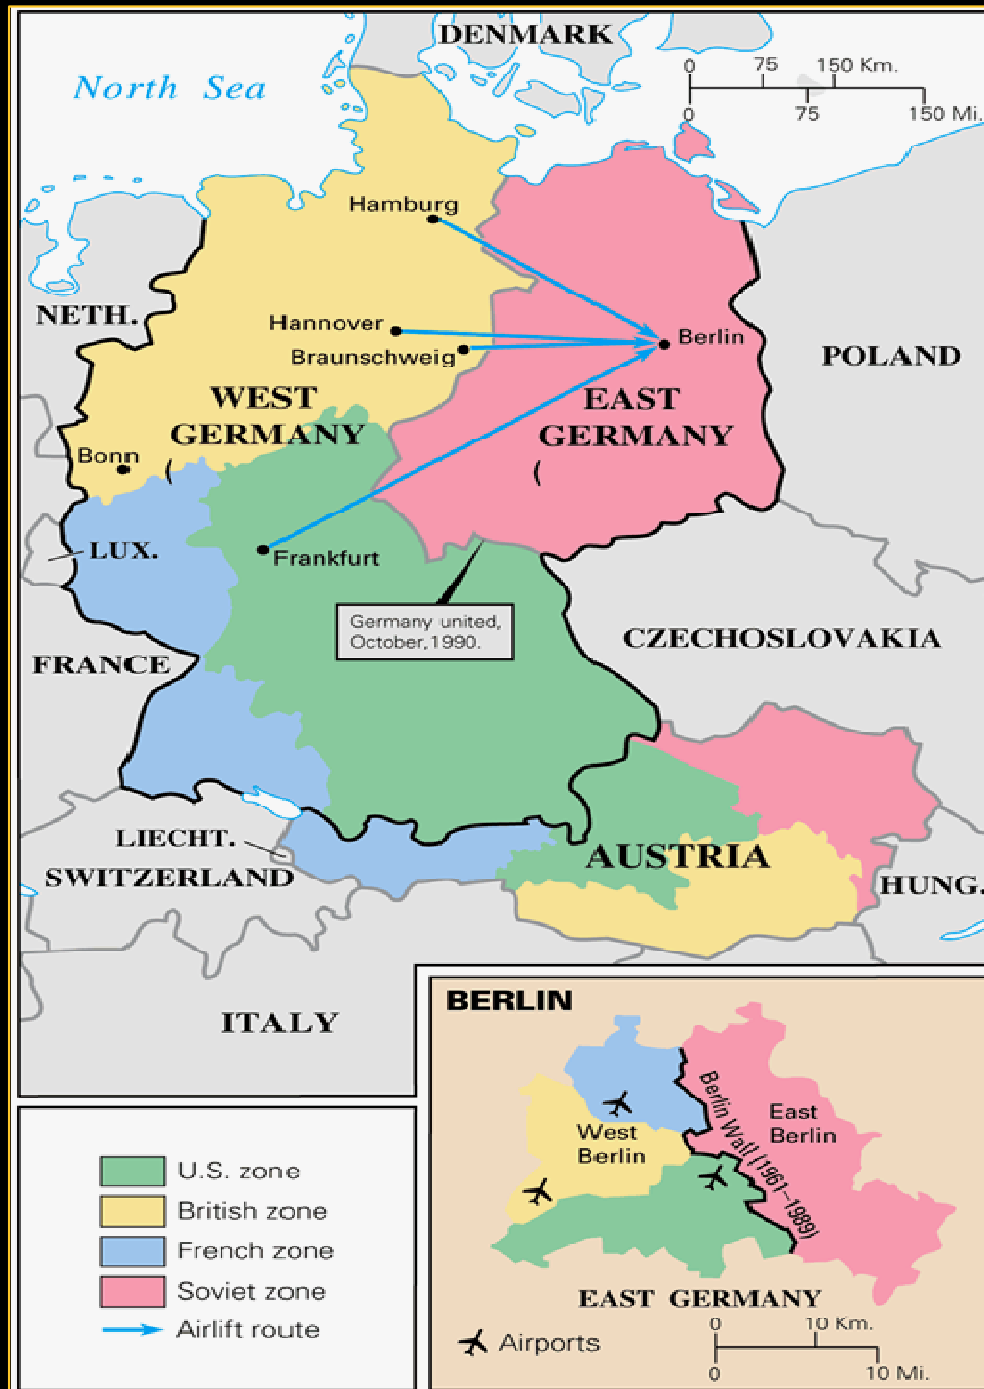 DENMARK
North Sea
0 75 150 Km.
0 75 150 Mi.
Hamburg
NETH.
Hannover
Braunschweig
Berlin
POLAND
WEST
GERMANY
(
EAST
GERMANY
(
Bonn
LUX.
Frankfurt
Germany united,
October, 1990.
CZECHOSLOVAKIA
FRANCE
LIECHT.
SWITZERLAND
AUSTRIA
HUNG.
ITALY
BERLIN
West
Berlin
East
Berlin
Berlin Wall (1961–1989)
EAST GERMANY
Airports
0 10 Km.
0 10 Mi.
U.S. zone
British zone
French zone
Soviet zone
Airlift route